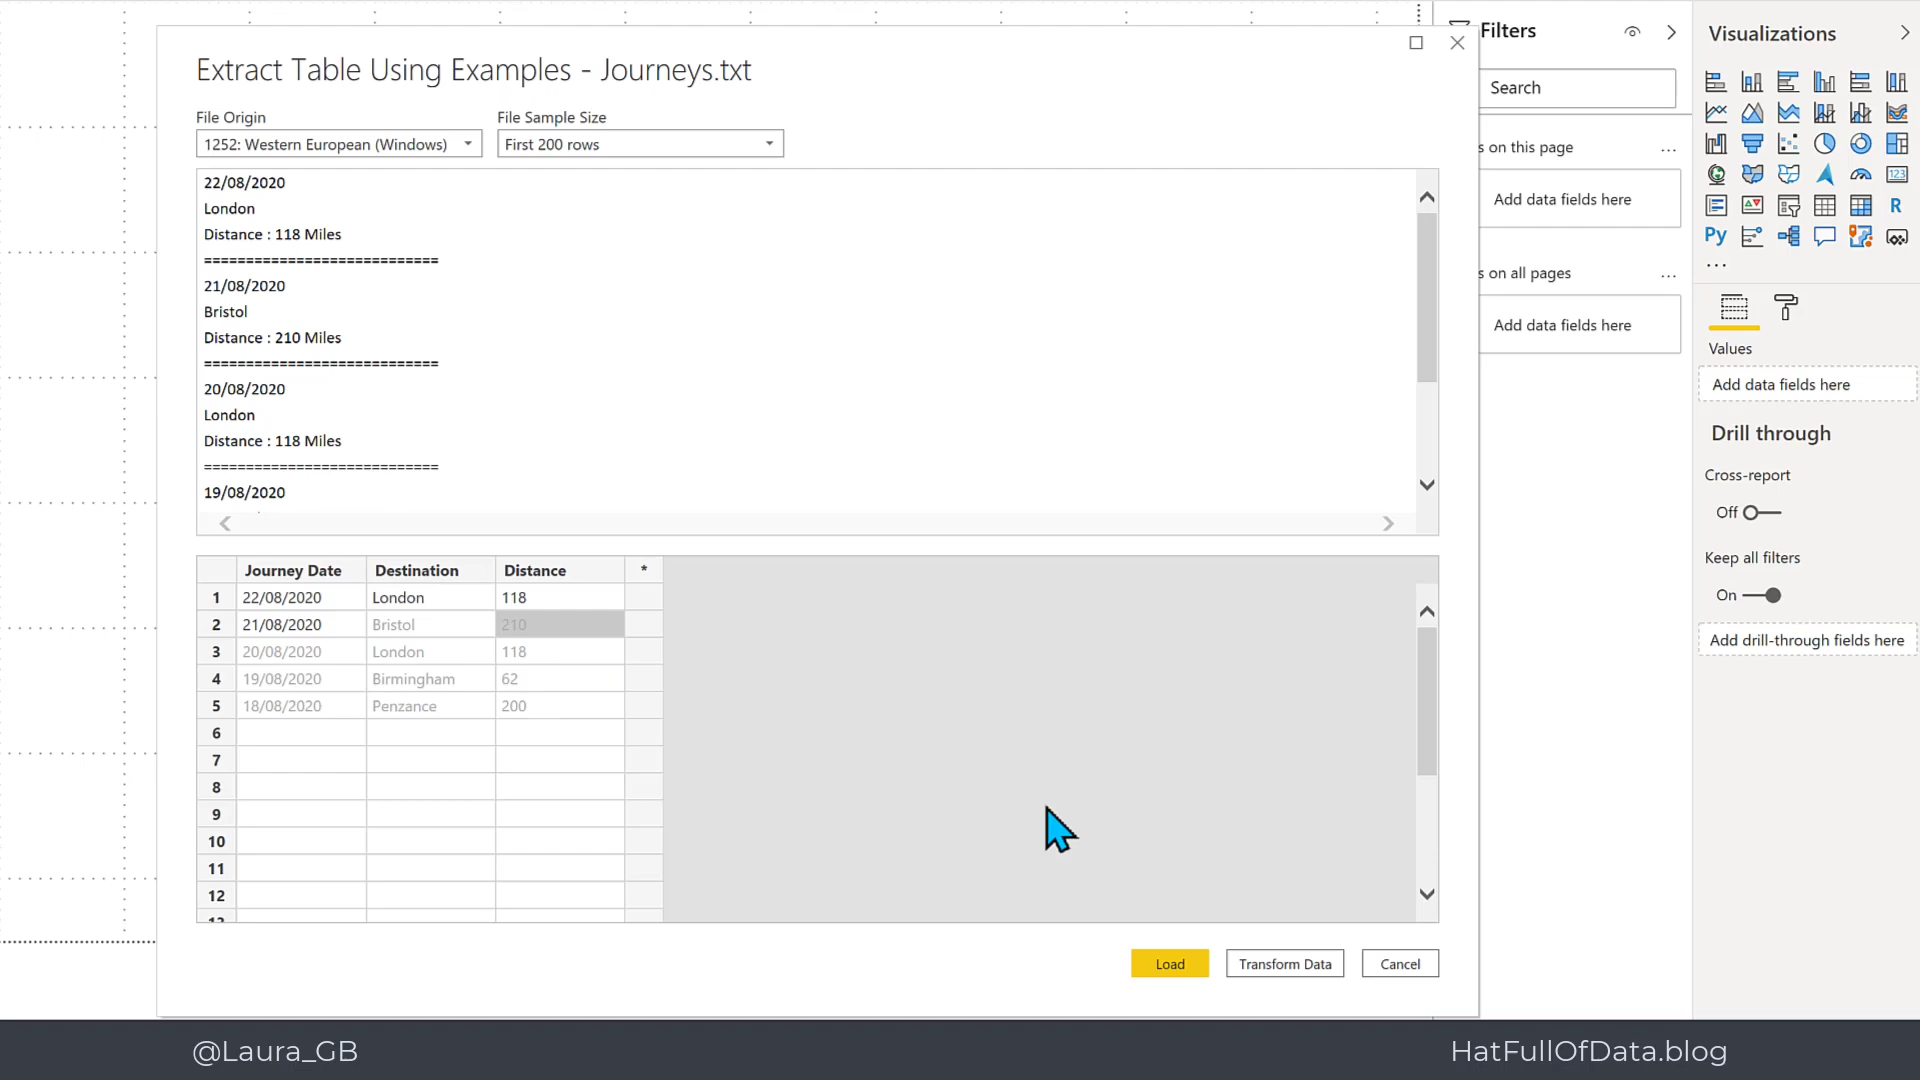 Extract Table Using Examples - Journeys.txt
File Origin
File Sample Size
1252: Western European (Windows)
First 200 rows
22/08/2020
London
Distance : 118 Miles
============================
21/08/2020
Bristol
Distance : 210 Miles
============================
20/08/2020
London
Distance : 118 Miles
============================
19/08/2020
Journey Date Destination Distance *
1 22/08/2020 London 118
2 21/08/2020 Bristol 210
3 20/08/2020 London 118
4 19/08/2020 Birmingham 62
5 18/08/2020 Penzance 200
6
7
8
9
10
11
12
13
Load
Transform Data
Cancel
Filters
Search
s on this page
...
Add data fields here
s on all pages
...
Add data fields here
Visualizations
123
R
Py
...
Values
Add data fields here
Drill through
Cross-report
Off
Keep all filters
On
Add drill-through fields here
@Laura_GB
HatFullOfData.blog